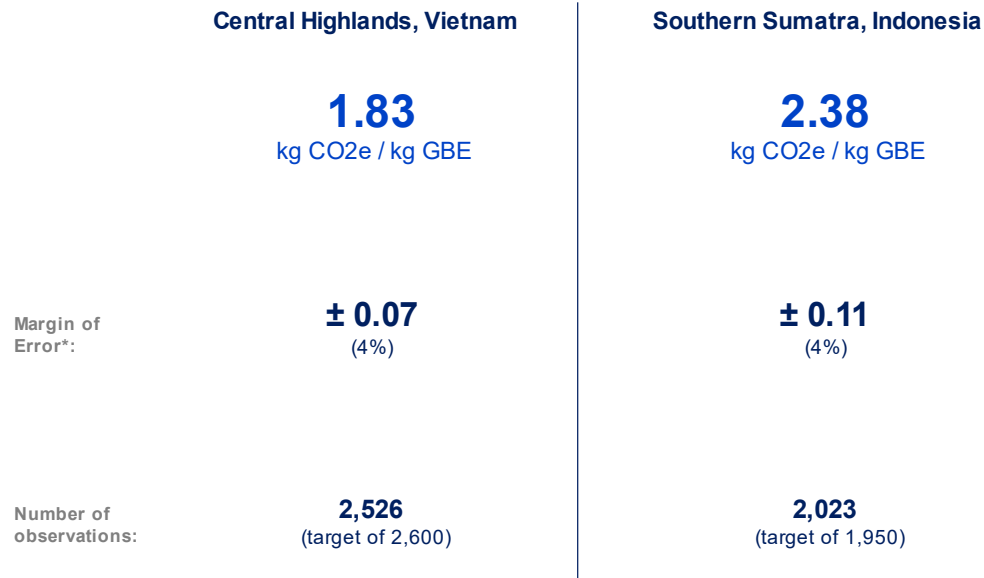 Central Highlands, Vietnam
Southern Sumatra, Indonesia
1.83
kg CO2e / kg GBE
2.38
kg CO2e / kg GBE
Margin of
Error*:
± 0.07
(4%)
± 0.11
(4%)
Number of
observations:
2,526
(target of 2,600)
2,023
(target of 1,950)